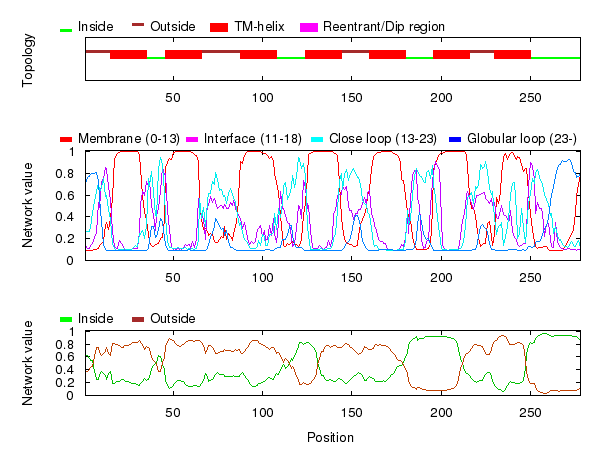 Inside Outside TM-helix Reentrant/Dip region
Topology
50 100 150 200 250
Membrane (0-13) Interface (11-18) Close loop (13-23) Globular loop (23-)
Network value
1
0.8
0.6
0.4
0.2
0
50 100 150 200 250
Inside Outside
Network value
1
0.8
0.6
0.4
0.2
0
50 100 150 200 250
Position